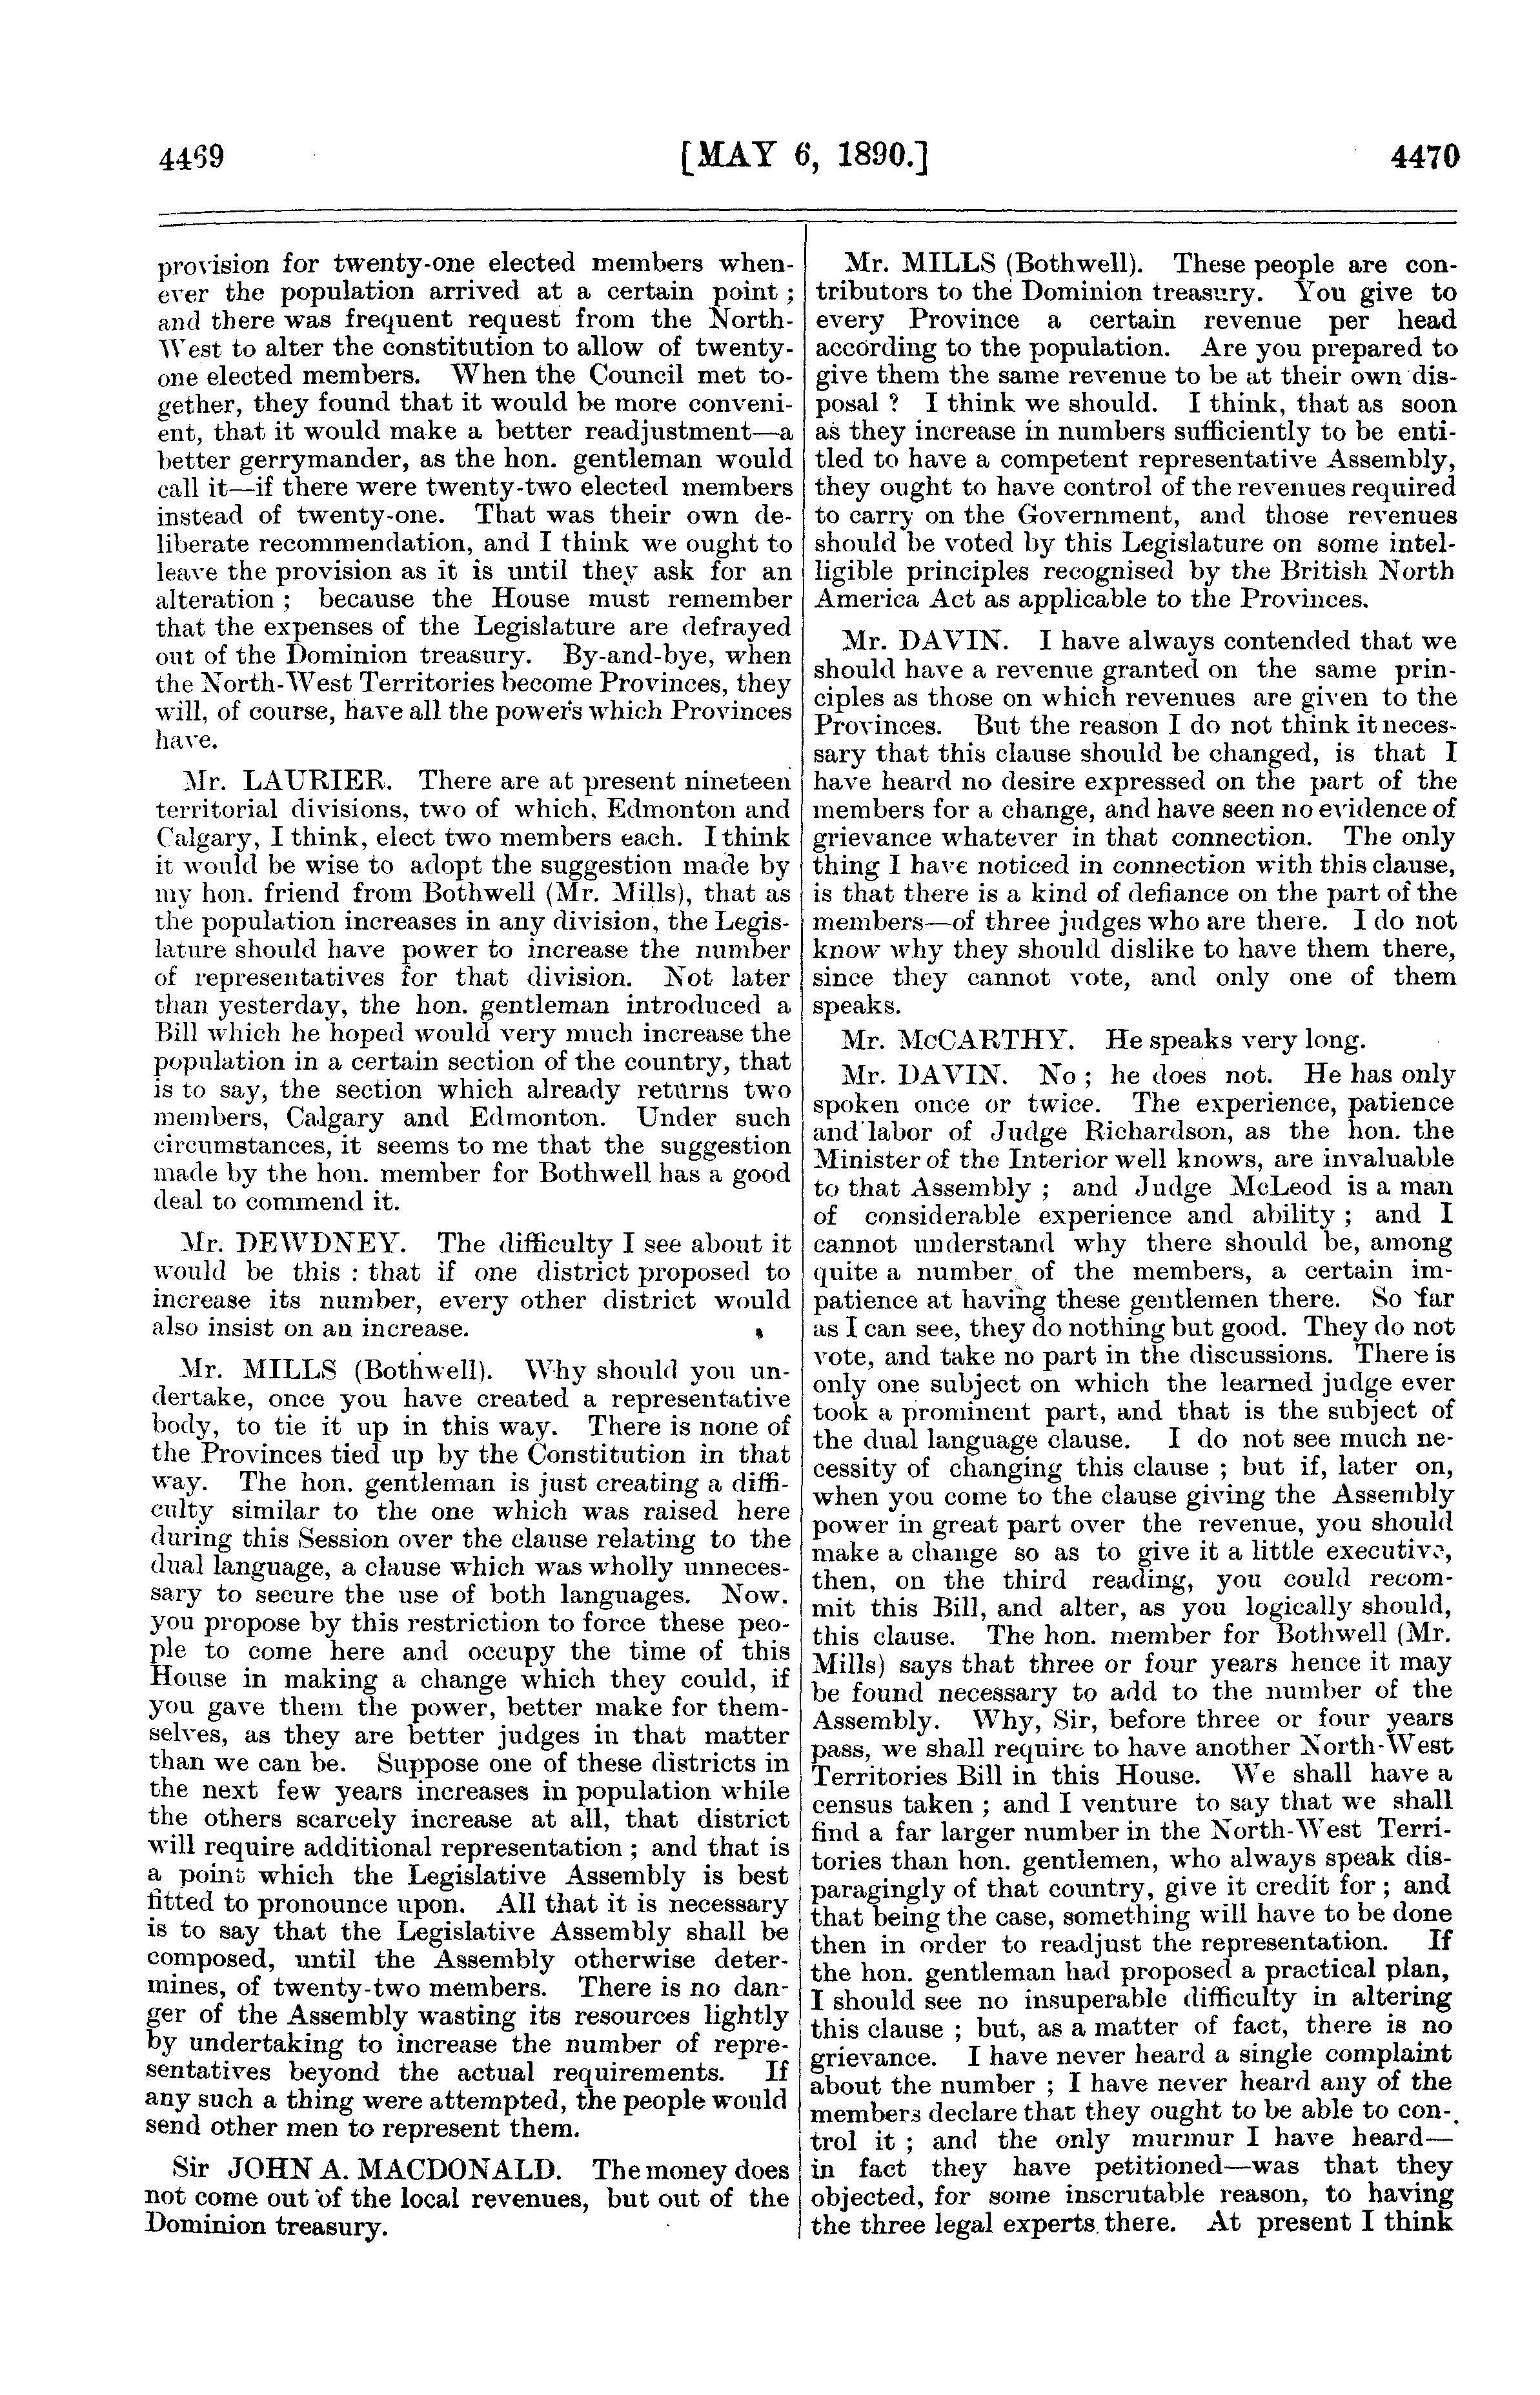 4469 [MAY 6, 1890.] 4470
provision for twenty-one elected members when-
ever the population arrived at a certain point ;
and there was frequent request from the North-
West to alter the constitution to allow of twenty-
one elected members. When the Council met to-
gether, they found that it would be more conveni-
ent, that it would make a better readjustment—a
better gerrymander, as the hon. gentleman would
call it—if there were twenty-two elected members
instead of twenty-one. That was their own de-
liberate recommendation, and I think we ought to
leave the provision as it is until they ask for an
alteration ; because the House must remember
that the expenses of the Legislature are defrayed
out of the Dominion treasury. By-and-bye, when
the North-West Territories become Provinces, they
will, of course, have all the powers which Provinces
have.
Mr. LAURIER. There are at present nineteen
territorial divisions, two of which, Edmonton and
Calgary, I think, elect two members each. I think
it would be wise to adopt the suggestion made by
my hon. friend from Bothwell (Mr. Mills), that as
the population increases in any division, the Legis-
lature should have power to increase the number
of representatives for that division. Not later
than yesterday, the hon. gentleman introduced a
Bill which he hoped would very much increase the
population in a certain section of the country, that
is to say, the section which already returns two
members, Calgary and Edmonton. Under such
circumstances, it seems to me that the suggestion
made by the hon. member for Bothwell has a good
deal to commend it.
Mr. DEWDNEY. The difficulty I see about it
would be this : that if one district proposed to
increase its number, every other district would
also insist on an increase.
Mr. MILLS (Bothwell). Why should you un-
dertake, once you have created a representative
body, to tie it up in this way. There is none of
the Provinces tied up by the Constitution in that
way. The hon. gentleman is just creating a diffi-
culty similar to the one which was raised here
during this Session over the clause relating to the
dual language, a clause which was wholly unneces-
sary to secure the use of both languages. Now.
you propose by this restriction to force these peo-
ple to come here and occupy the time of this
House in making a change which they could, if
you gave them the power, better make for them-
selves, as they are better judges in that matter
than we can be. Suppose one of these districts in
the next few years increases in population while
the others scarcely increase at all, that district
will require additional representation ; and that is
a point which the Legislative Assembly is best
fitted to pronounce upon. All that it is necessary
is to say that the Legislative Assembly shall be
composed, until the Assembly otherwise deter-
mines, of twenty-two members. There is no dan-
ger of the Assembly wasting its resources lightly
by undertaking to increase the number of repre-
sentatives beyond the actual requirements. If
any such a thing were attempted, the people would
send other men to represent them.
Sir JOHN A. MACDONALD. The money does
not come out of the local revenues, but out of the
Dominion treasury.
Mr. MILLS (Bothwell). These people are con-
tributors to the Dominion treasury. You give to
every Province a certain revenue per head
according to the population. Are you prepared to
give them the same revenue to be at their own dis-
posal ? I think we should. I think, that as soon
as they increase in numbers sufficiently to be enti-
tled to have a competent representative Assembly,
they ought to have control of the revenues required
to carry on the Government, and those revenues
should be voted by this Legislature on some intel-
ligible principles recognised by the British North
America Act as applicable to the Provinces.
Mr. DAVIN. I have always contended that we
should have a revenue granted on the same prin-
ciples as those on which revenues are given to the
Provinces. But the reason I do not think it neces-
sary that this clause should be changed, is that I
have heard no desire expressed on the part of the
members for a change, and have seen no evidence of
grievance whatever in that connection. The only
thing I have noticed in connection with this clause,
is that there is a kind of defiance on the part of the
members—of three judges who are there. I do not
know why they should dislike to have them there,
since they cannot vote, and only one of them
speaks.
Mr. McCARTHY. He speaks very long.
Mr. DAVIN. No ; he does not. He has only
spoken once or twice. The experience, patience
and labor of Judge Richardson, as the hon. the
Minister of the Interior well knows, are invaluable
to that Assembly ; and Judge McLeod is a man
of considerable experience and ability ; and I
cannot understand why there should be, among
quite a number of the members, a certain im-
patience at having these gentlemen there. So far
as I can see, they do nothing but good. They do not
vote, and take no part in the discussions. There is
only one subject on which the learned judge ever
took a prominent part, and that is the subject of
the dual language clause. I do not see much ne-
cessity of changing this clause ; but if, later on,
when you come to the clause giving the Assembly
power in great part over the revenue, you should
make a change so as to give it a little executive,
then, on the third reading, you could recom-
mit this Bill, and alter, as you logically should,
this clause. The hon. member for Bothwell (Mr.
Mills) says that three or four years hence it may
be found necessary to add to the number of the
Assembly. Why, Sir, before three or four years
pass, we shall require to have another North-West
Territories Bill in this House. We shall have a
census taken ; and I venture to say that we shall
find a far larger number in the North-West Terri-
tories than hon. gentlemen, who always speak dis-
paragingly of that country, give it credit for ; and
that being the case, something will have to be done
then in order to readjust the representation. If
the hon. gentleman had proposed a practical plan,
I should see no insuperable difficulty in altering
this clause ; but, as a matter of fact, there is no
grievance. I have never heard a single complaint
about the number ; I have never heard any of the
members declare that they ought to be able to con-
trol it ; and the only murmur I have heard—
in fact they have petitioned—was that they
objected, for some inscrutable reason, to having
the three legal experts there. At present I think